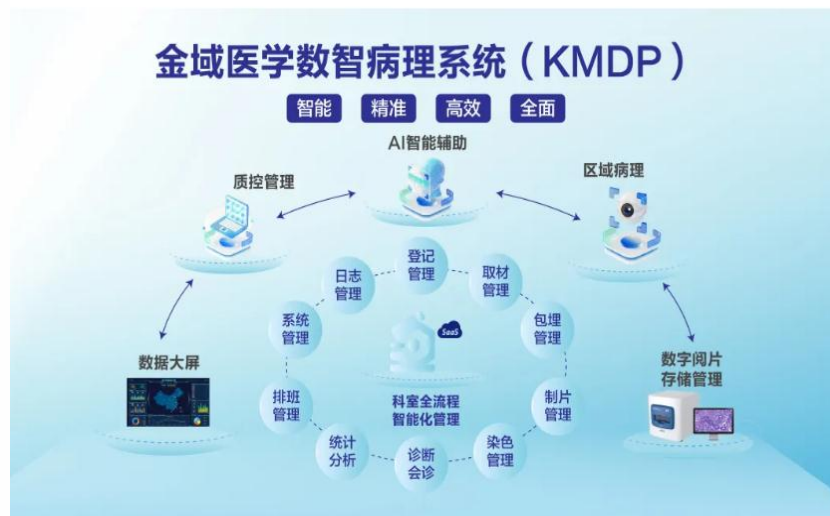 金域医学数智病理系统（KMDP）
智能 精准 高效 全面
AI智能辅助
质控管理
区域病理
数据大屏
数字阅片
存储管理
登记
管理
取材
管理
包埋
管理
制片
管理
染色
管理
诊断
会诊
统计
分析
排班
管理
系统
管理
日志
管理
SaaS
科室全流程
智能化管理